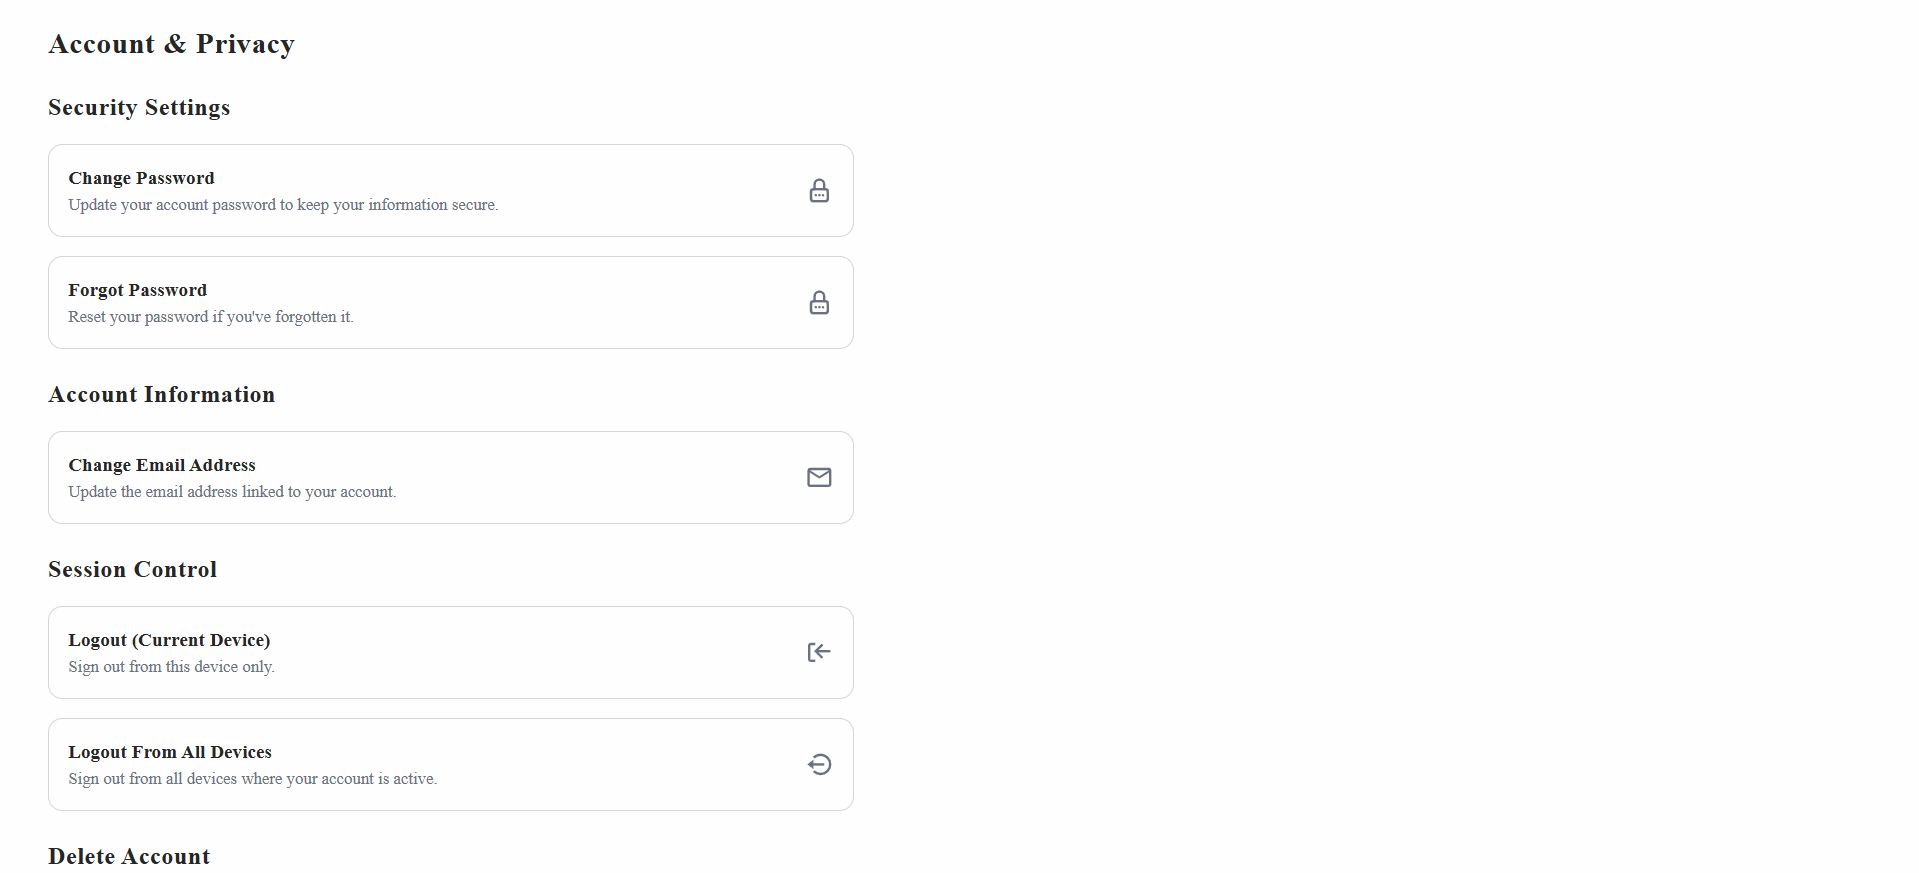 Account & Privacy
Security Settings
Change Password
Update your account password to keep your information secure.
Forgot Password
Reset your password if you've forgotten it.
Account Information
Change Email Address
Update the email address linked to your account.
Session Control
Logout (Current Device)
Sign out from this device only.
Logout From All Devices
Sign out from all devices where your account is active.
Delete Account